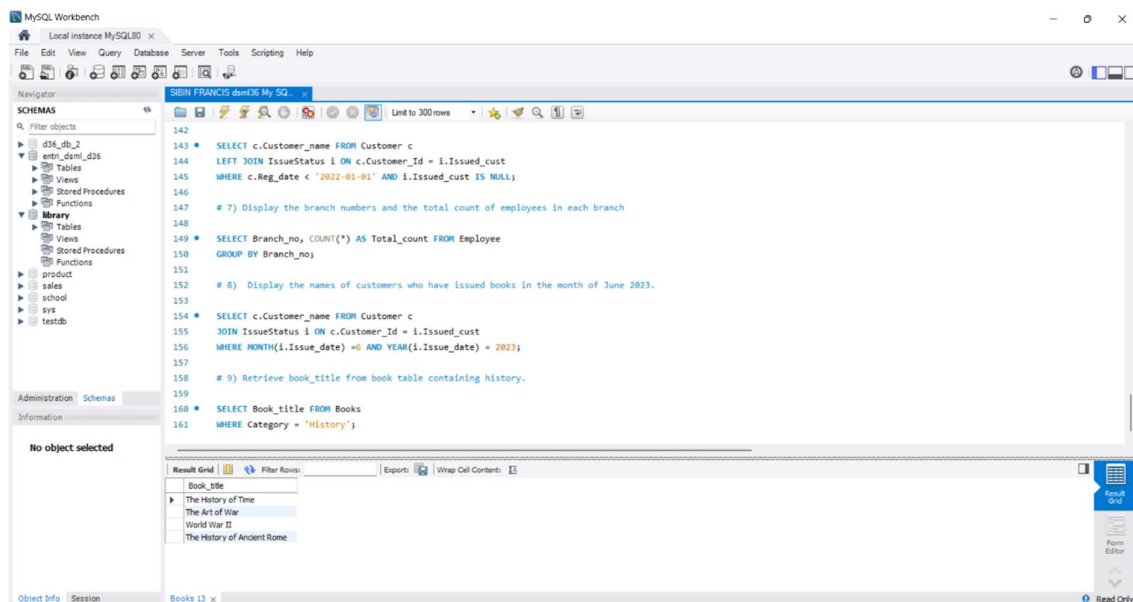 MySQL Workbench
Local instance MySQL80 ×
File Edit View Query Database Server Tools Scripting Help
Navigator
SIBIN FRANCIS dsml36 My SQ... ×
SCHEMAS
Limit to 300 rows
Filter objects
d36_db_2
entri_dsml_d36
Tables
Views
Stored Procedures
Functions
library
Tables
Views
Stored Procedures
Functions
product
sales
school
sys
testdb
Administration Schemas
Information
No object selected
142
143 SELECT c.Customer_name FROM Customer c
144 LEFT JOIN IssueStatus i ON c.Customer_Id = i.Issued_cust
145 WHERE c.Reg_date < '2022-01-01' AND i.Issued_cust IS NULL;
146
147 # 7) Display the branch numbers and the total count of employees in each branch
148
149 SELECT Branch_no, COUNT(*) AS Total_count FROM Employee
150 GROUP BY Branch_no;
151
152 # 8) Display the names of customers who have issued books in the month of June 2023.
153
154 SELECT c.Customer_name FROM Customer c
155 JOIN IssueStatus i ON c.Customer_Id = i.Issued_cust
156 WHERE MONTH(i.Issue_date) =6 AND YEAR(i.Issue_date) = 2023;
157
158 # 9) Retrieve book_title from book table containing history.
159
160 SELECT Book_title FROM Books
161 WHERE Category = 'History';
Result Grid Filter Rows: Export: Wrap Cell Content:
Book_title
The History of Time
The Art of War
World War II
The History of Ancient Rome
Result
Grid
Form
Editor
Object Info Session
Books 13 ×
Read Only